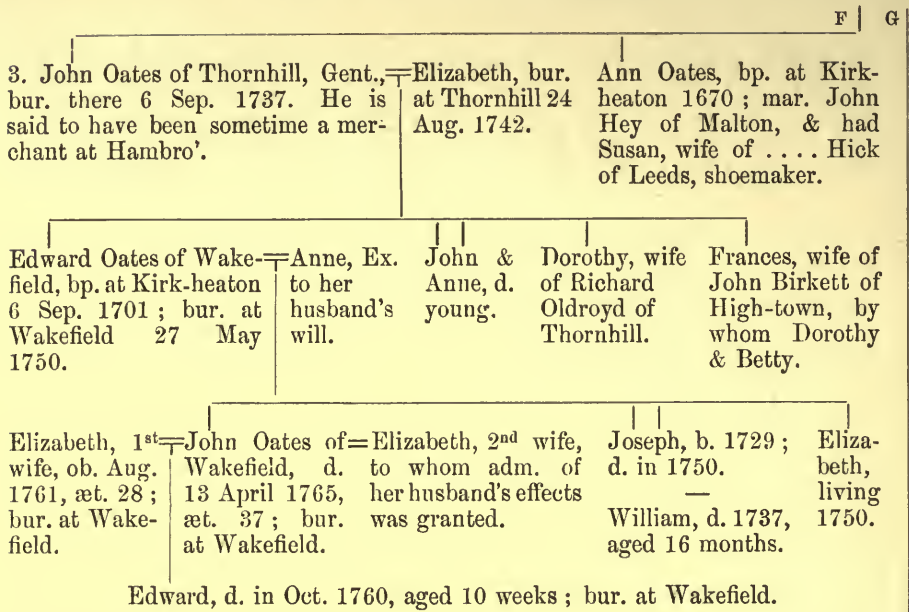 F G
3. John Oates of Thornhill, Gent.,
bur. there 6 Sep. 1737. He is
said to have been sometime a mer-
chant at Hambro'.
Elizabeth, bur.
at Thornhill 24
Aug. 1742.
Ann Oates, bp. at Kirk-
heaton 1670 ; mar. John
Hey of Malton, & had
Susan, wife of .... Hick
of Leeds, shoemaker.
Edward Oates of Wake-
field, bp. at Kirk-heaton
6 Sep. 1701 ; bur. at
Wakefield 27 May
1750.
Anne, Ex.
to her
husband's
will.
John &
Anne, d.
young.
Dorothy, wife
of Richard
Oldroyd of
Thornhill.
Frances, wife of
John Birkett of
High-town, by
whom Dorothy
& Betty.
Elizabeth, 1st
wife, ob. Aug.
1761, æt. 28 ;
bur. at Wake-
field.
John Oates of
Wakefield, d.
13 April 1765,
æt. 37 ; bur.
at Wakefield.
Elizabeth, 2nd wife,
to whom adm. of
her husband's effects
was granted.
Joseph, b. 1729 ;
d. in 1750.
—
William, d. 1737,
aged 16 months.
Eliza-
beth,
living
1750.
Edward, d. in Oct. 1760, aged 10 weeks ; bur. at Wakefield.